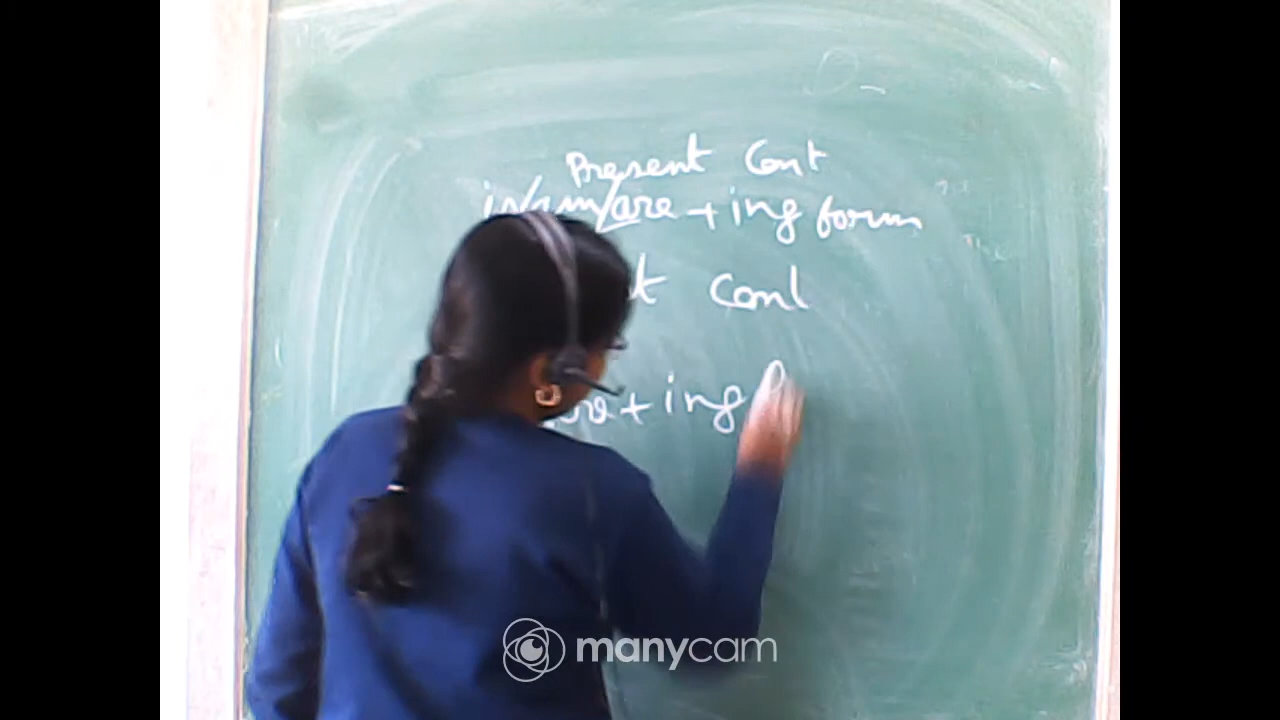 Present Cont
is/am/are + ing form
t cont
+ ing
manycam